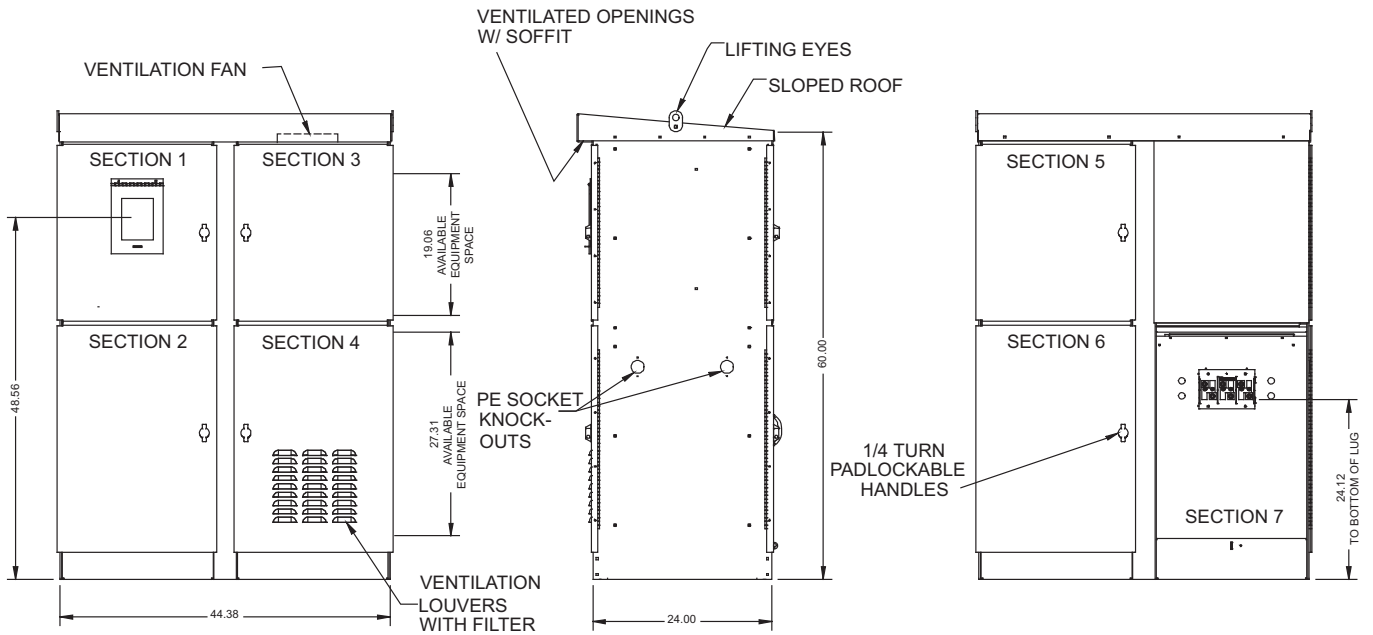 VENTILATED OPENINGS
W/ SOFFIT
LIFTING EYES
VENTILATION FAN
SLOPED ROOF
SECTION 1
SECTION 3
SECTION 5
19.06
AVAILABLE
EQUIPMENT
SPACE
48.56
SECTION 2
SECTION 4
SECTION 6
60.00
27.31
AVAILABLE
EQUIPMENT SPACE
PE SOCKET
KNOCK-
OUTS
1/4 TURN
PADLOCKABLE
HANDLES
24.12
TO BOTTOM OF LUG
SECTION 7
VENTILATION
LOUVERS
WITH FILTER
44.38
24.00